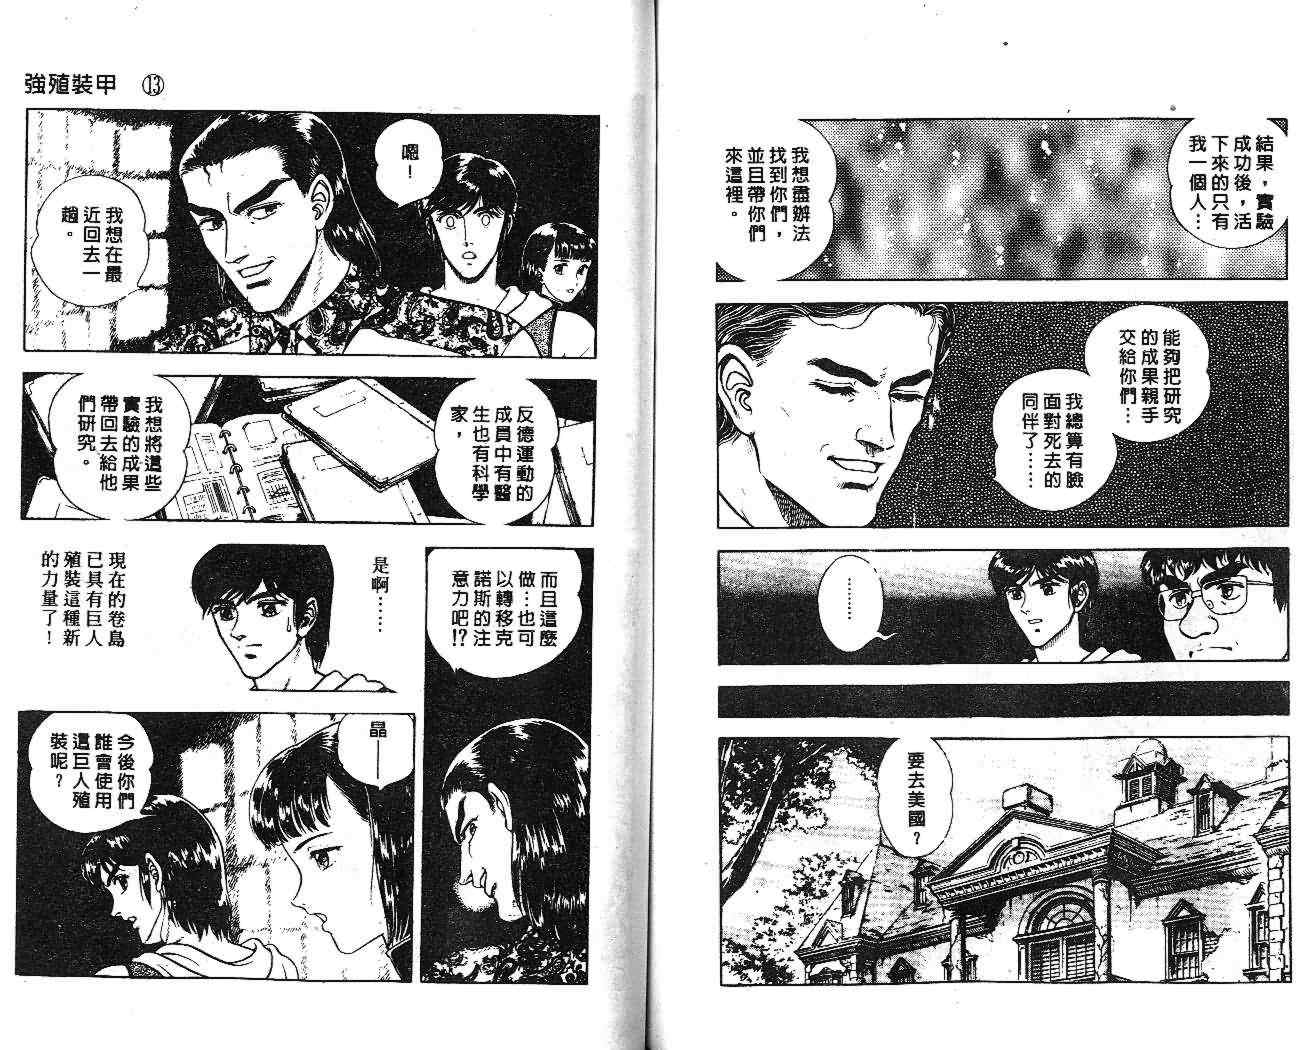 強殖裝甲 ⑬
結果，實驗
成功後，活
下來的只有
我一個人…
我想盡辦法
找到你們，
並且帶你們
來這裡。
能夠把研究
的成果親手
交給你們…
我總算有臉
面對死去的
同伴了……
………
要去美國？
嗯！
我想在最
近回去一
趟。
反德運動的
成員中有醫
生也有科學
家，
我想將這些
實驗的成果
帶回去給他
們研究。
而且這麼
做…也可
以轉移克
諾斯的注
意力吧!?
是啊……
現在的卷島
已具有巨人
殖裝這種新
的力量了！
晶—
今後你們
誰會使用
這巨人殖
裝呢？